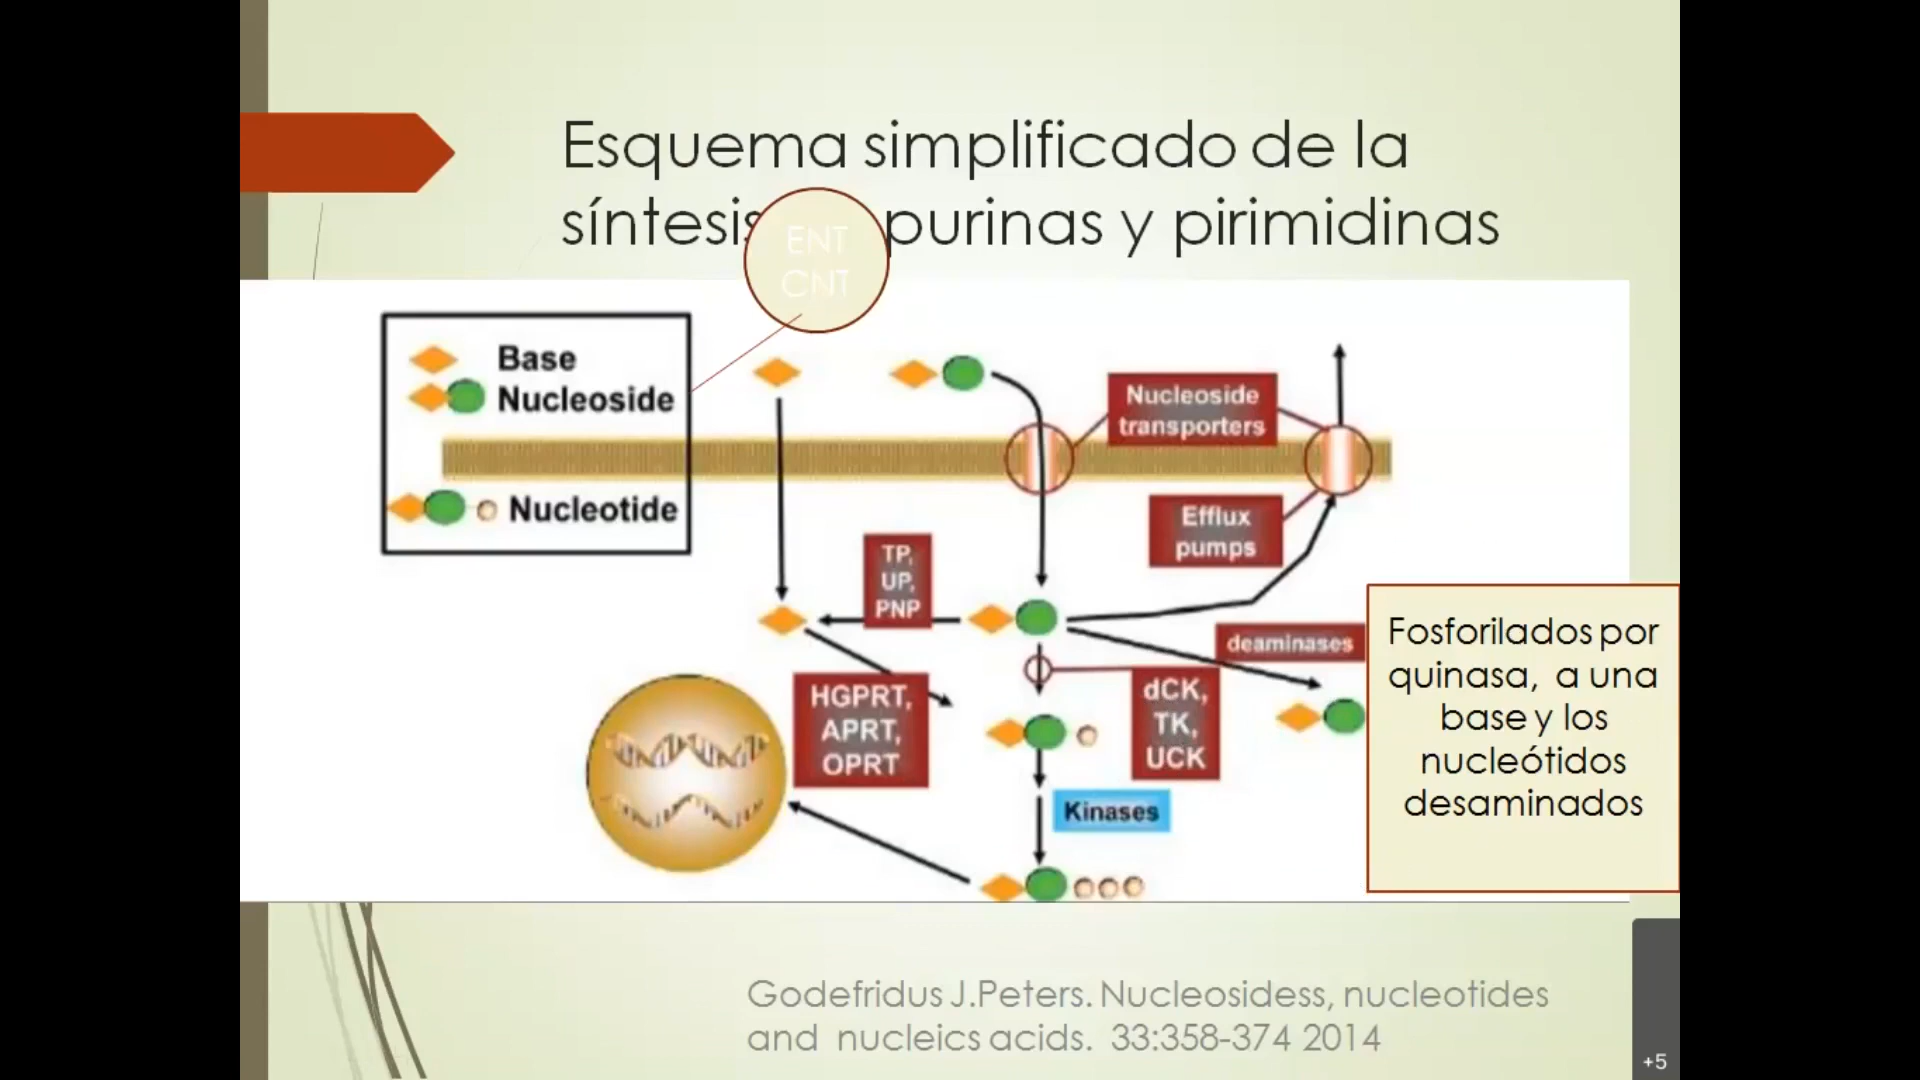 Esquema simplificado de la
síntesis purinas y pirimidinas
ENT
CNT
Base
Nucleoside
Nucleotide
Nucleoside
transporters
Efflux
pumps
TP,
UP,
PNP
deaminases
HGPRT,
APRT,
OPRT
dCK,
TK,
UCK
Kinases
Fosforilados por
quinasa, a una
base y los
nucleótidos
desaminados
Godefridus J.Peters. Nucleosidess, nucleotides
and nucleics acids. 33:358-374 2014
+5